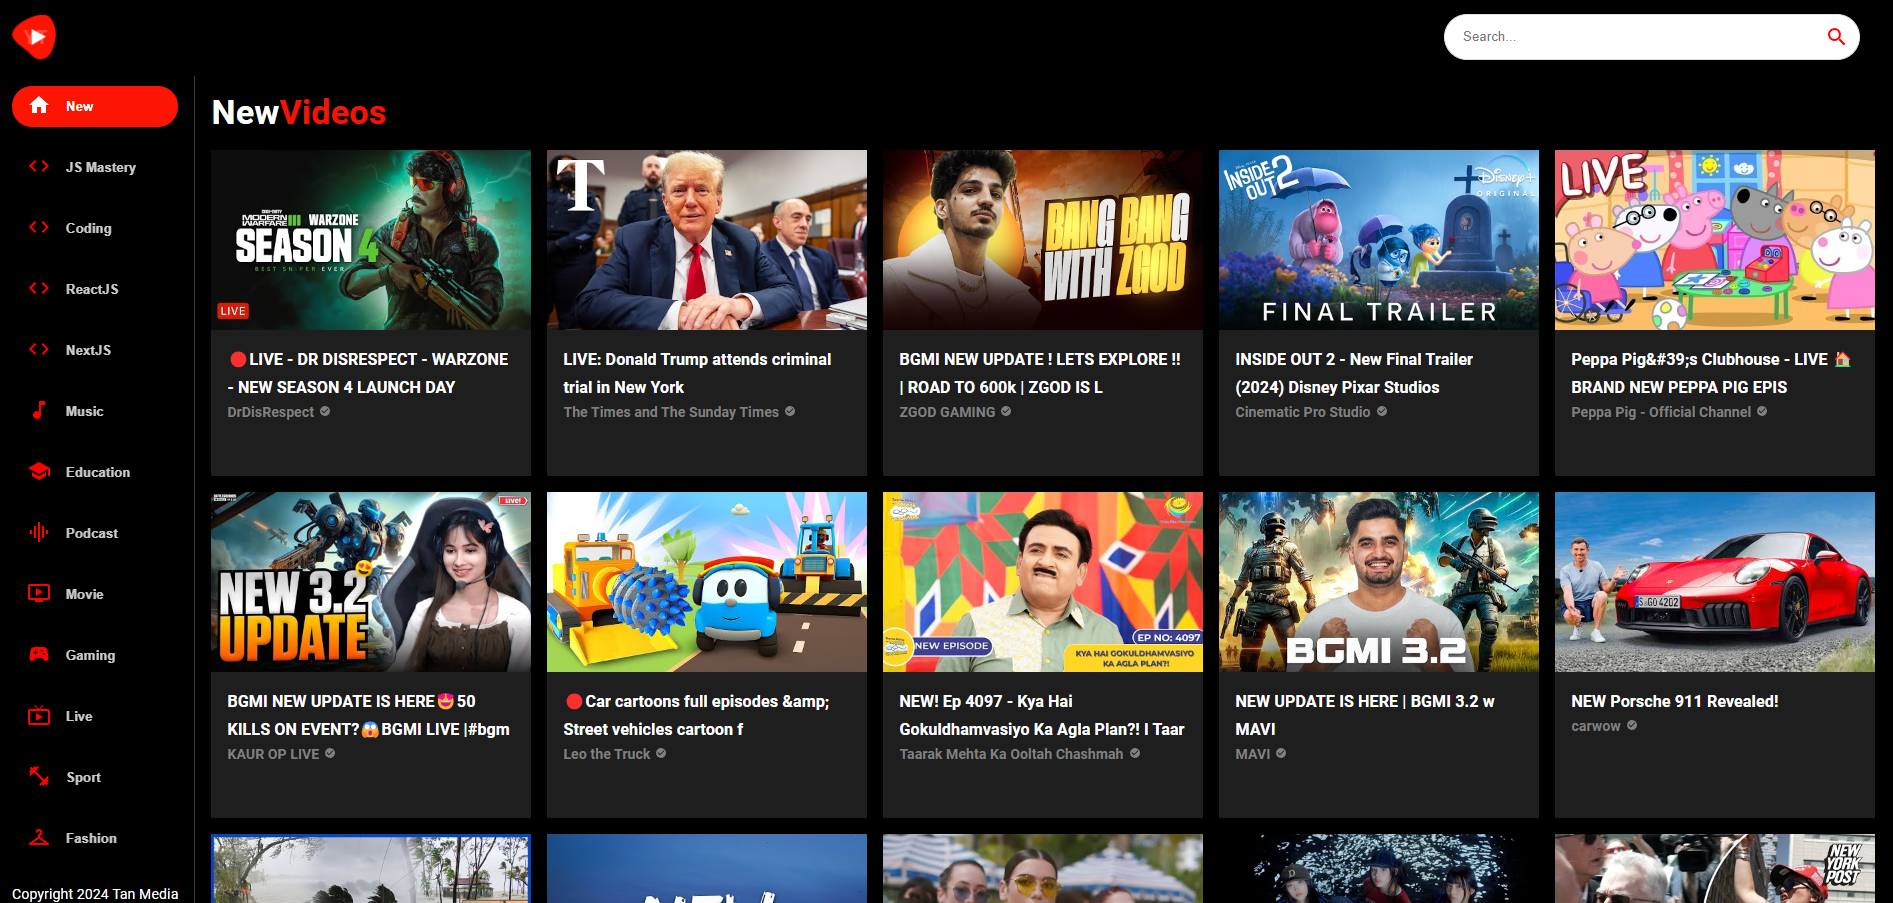 Search...
New
JS Mastery
Coding
ReactJS
NextJS
Music
Education
Podcast
Movie
Gaming
Live
Sport
Fashion
Copyright 2024 Tan Media
NewVideos
MODERN
WARFARE III WARZONE
SEASON 4
BEST SNIPER EVER
LIVE
🔴LIVE - DR DISRESPECT - WARZONE
- NEW SEASON 4 LAUNCH DAY
DrDisRespect
T
LIVE: Donald Trump attends criminal
trial in New York
The Times and The Sunday Times
BANG BANG
WITH ZGOD
BGMI NEW UPDATE ! LETS EXPLORE !!
| ROAD TO 600k | ZGOD IS L
ZGOD GAMING
INSIDE OUT 2
Disney+
ORIGINAL
FINAL TRAILER
INSIDE OUT 2 - New Final Trailer
(2024) Disney Pixar Studios
Cinematic Pro Studio
LIVE
Peppa Pig&#39;s Clubhouse - LIVE 🏠
BRAND NEW PEPPA PIG EPIS
Peppa Pig - Official Channel
Live!
NEW 3.2
UPDATE
BGMI NEW UPDATE IS HERE😍50
KILLS ON EVENT?😱BGMI LIVE |#bgm
KAUR OP LIVE
🔴Car cartoons full episodes &amp;
Street vehicles cartoon f
Leo the Truck
EP NO: 4097
NEW EPISODE
KYA HAI GOKULDHAMVASIYO
KA AGLA PLAN?!
NEW! Ep 4097 - Kya Hai
Gokuldhamvasiyo Ka Agla Plan?! I Taar
Taarak Mehta Ka Ooltah Chashmah
BGMI 3.2
NEW UPDATE IS HERE | BGMI 3.2 w
MAVI
MAVI
S·GO 4202
NEW Porsche 911 Revealed!
carwow
NEW
YORK
POST